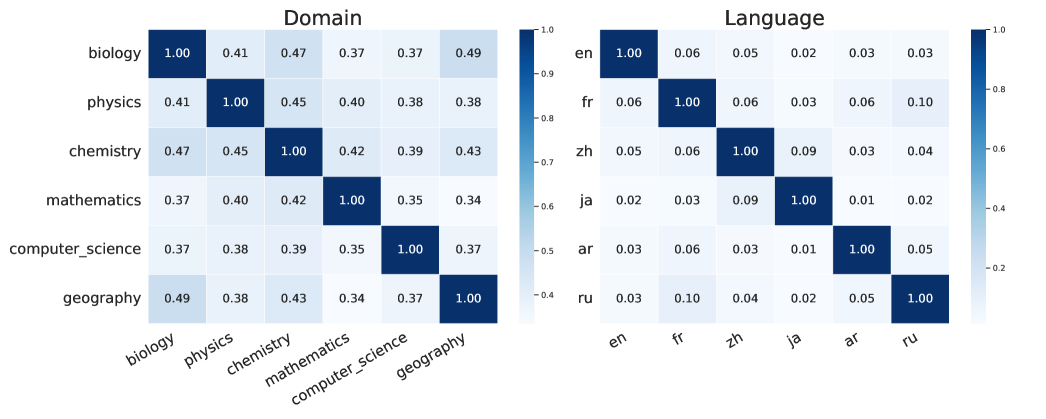 Domain
biology 1.00 0.41 0.47 0.37 0.37 0.49
physics 0.41 1.00 0.45 0.40 0.38 0.38
chemistry 0.47 0.45 1.00 0.42 0.39 0.43
mathematics 0.37 0.40 0.42 1.00 0.35 0.34
computer_science 0.37 0.38 0.39 0.35 1.00 0.37
geography 0.49 0.38 0.43 0.34 0.37 1.00
biology physics chemistry mathematics computer_science geography
1.0
0.9
0.8
0.7
0.6
0.5
0.4
Language
en 1.00 0.06 0.05 0.02 0.03 0.03
fr 0.06 1.00 0.06 0.03 0.06 0.10
zh 0.05 0.06 1.00 0.09 0.03 0.04
ja 0.02 0.03 0.09 1.00 0.01 0.02
ar 0.03 0.06 0.03 0.01 1.00 0.05
ru 0.03 0.10 0.04 0.02 0.05 1.00
en fr zh ja ar ru
1.0
0.8
0.6
0.4
0.2